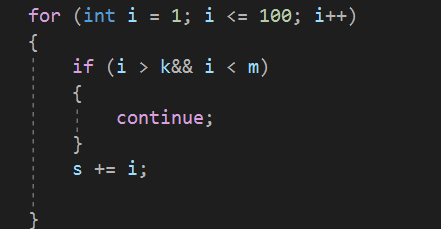 for (int i = 1; i <= 100; i++)
{
if (i > k&& i < m)
{
continue;
}
s += i;
}